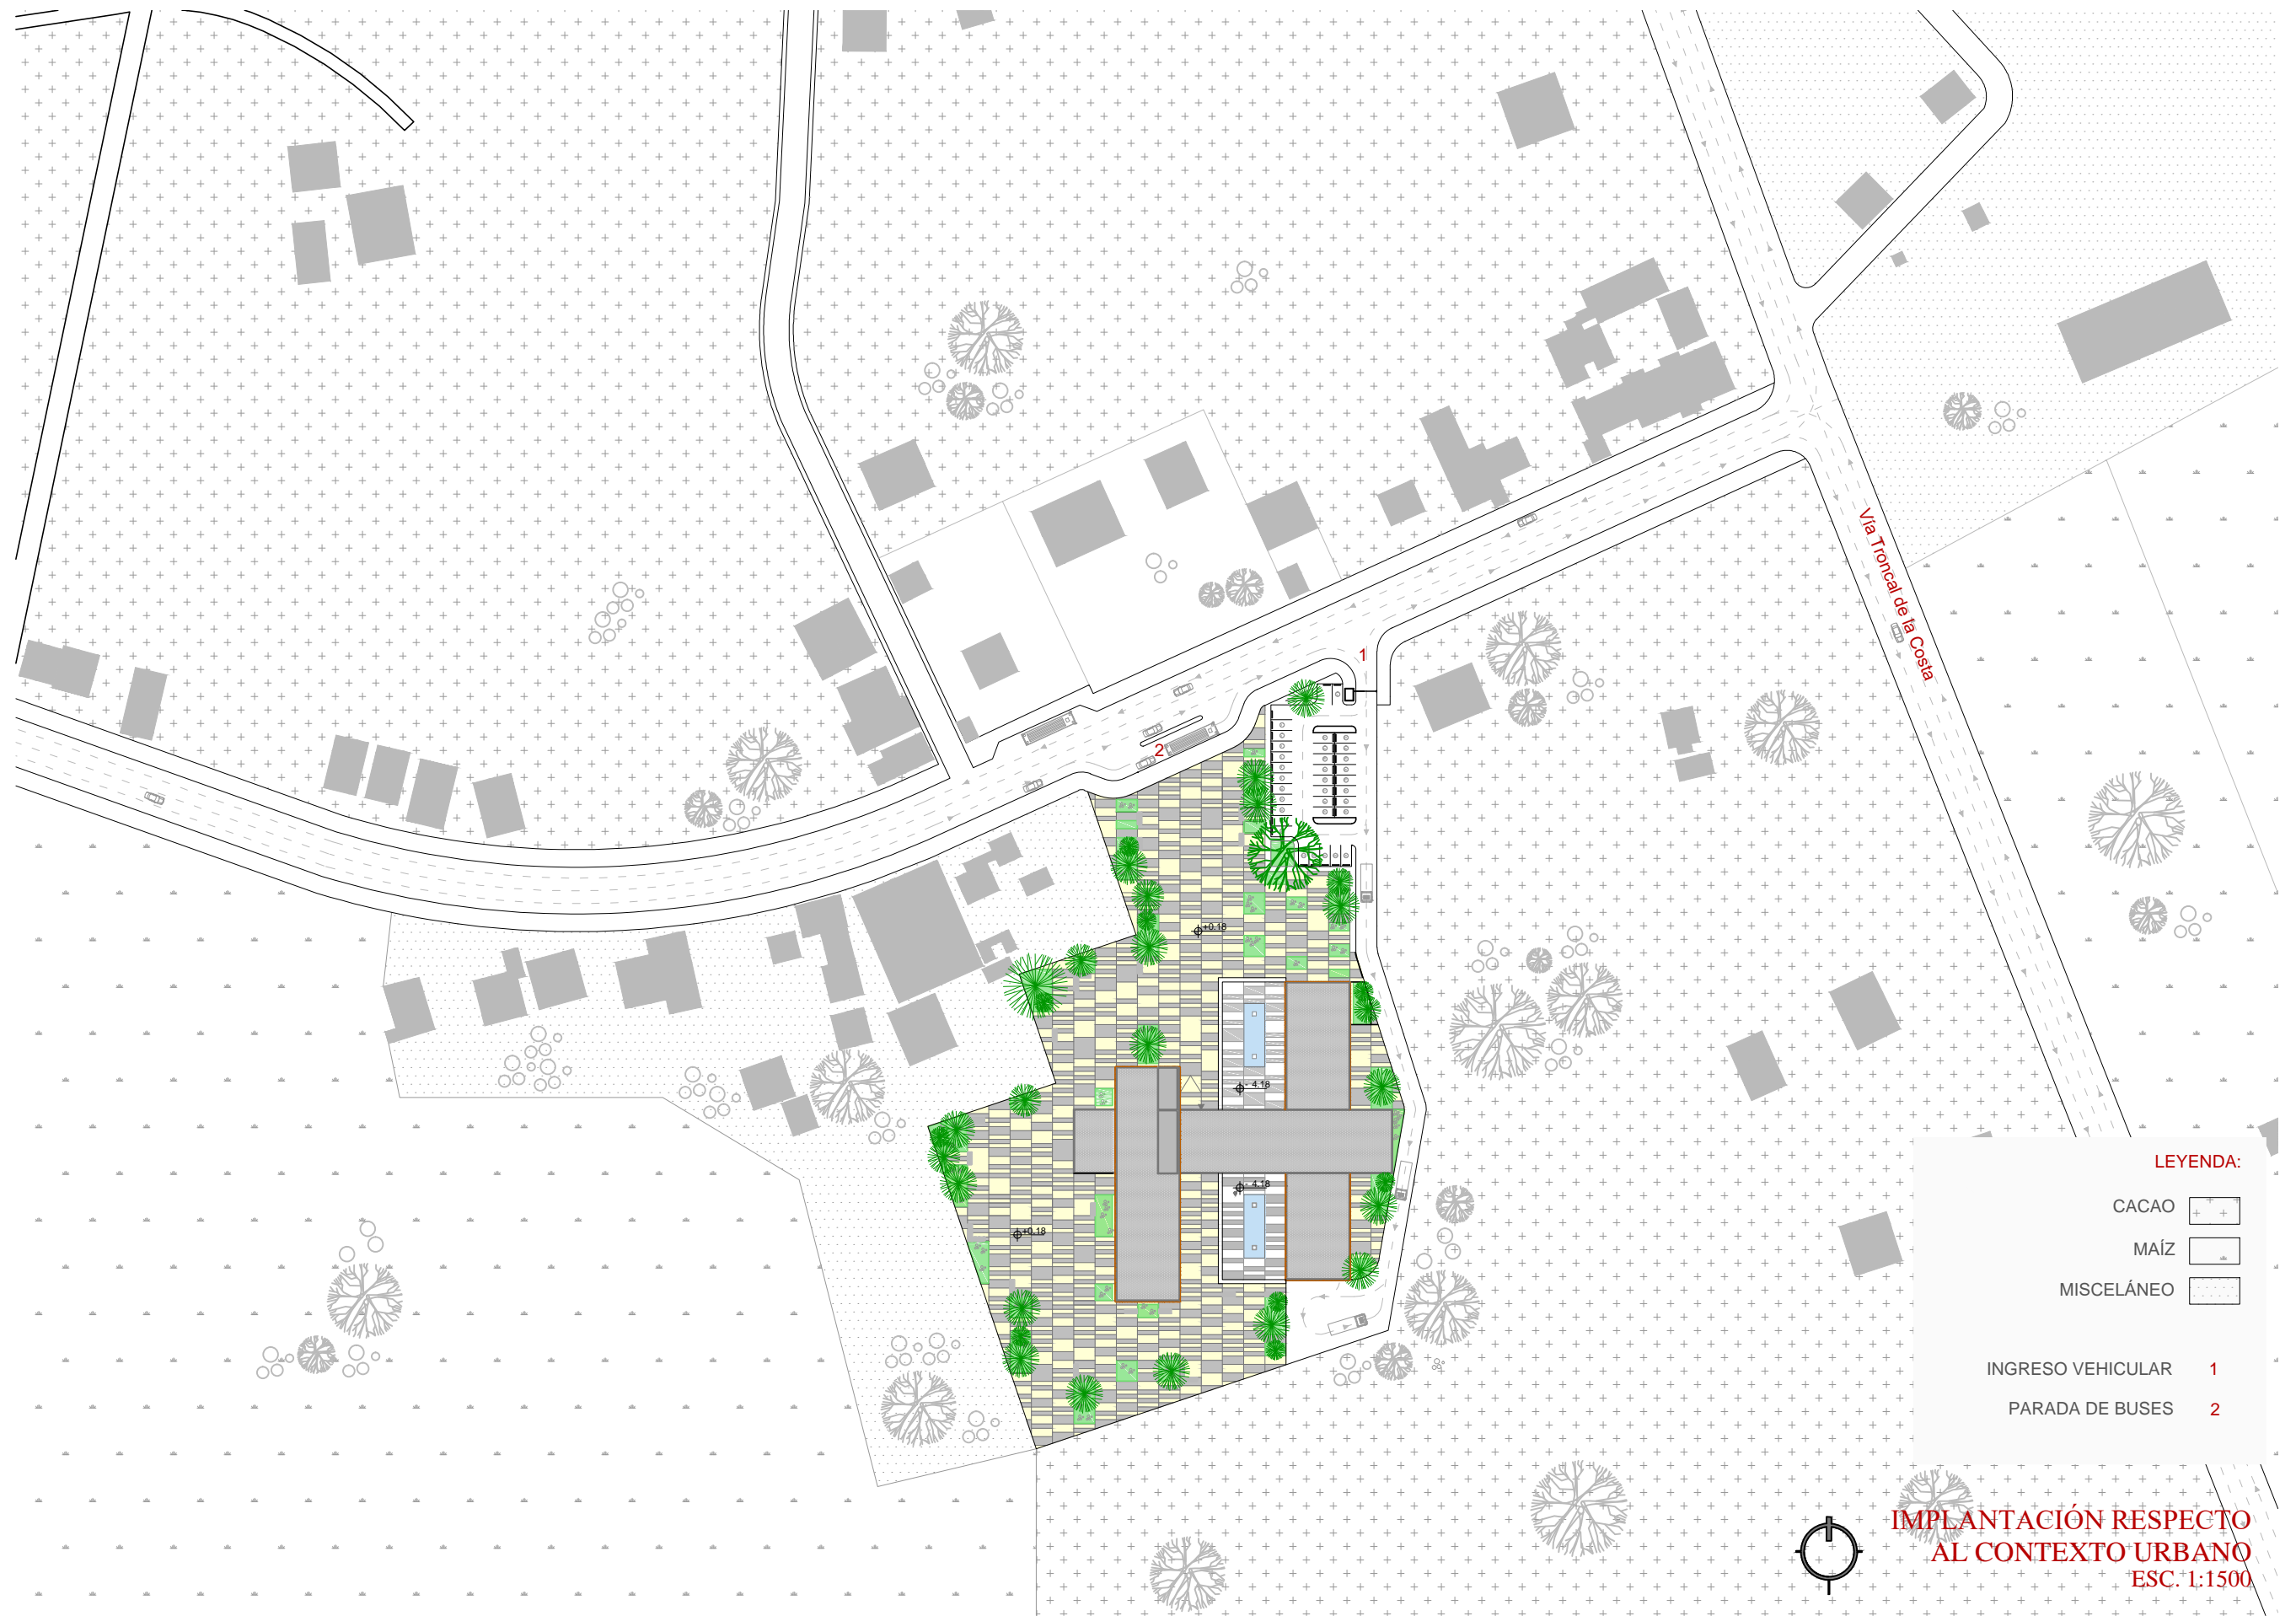 Vía Troncal de la Costa
1
2
+0.18
- 4.18
- 4.18
+0.18
LEYENDA:
CACAO
MAÍZ
MISCELÁNEO
INGRESO VEHICULAR 1
PARADA DE BUSES 2
IMPLANTACIÓN RESPECTO
AL CONTEXTO URBANO
ESC. 1:1500